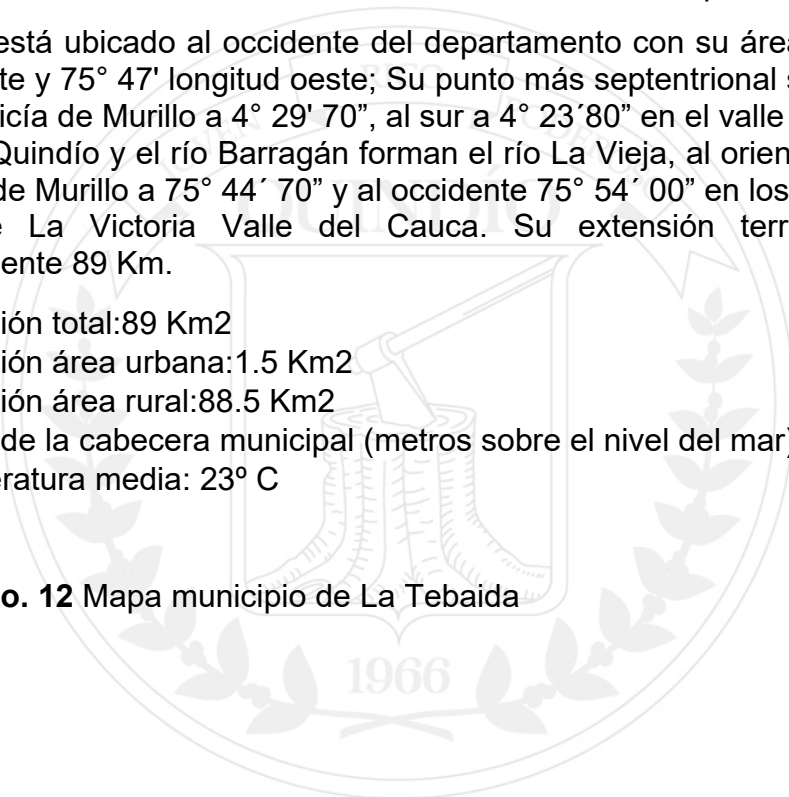 está ubicado al occidente del departamento con su área
te y 75° 47' longitud oeste; Su punto más septentrional s
icía de Murillo a 4° 29' 70”, al sur a 4° 23´80” en el valle
Quindío y el río Barragán forman el río La Vieja, al orien
de Murillo a 75° 44´ 70” y al occidente 75° 54´ 00” en los
La Victoria Valle del Cauca. Su extensión terr
ente 89 Km.
ión total:89 Km2
ión área urbana:1.5 Km2
ión área rural:88.5 Km2
de la cabecera municipal (metros sobre el nivel del mar)
ratura media: 23º C
o. 12 Mapa municipio de La Tebaida
QUINDÍO
1966